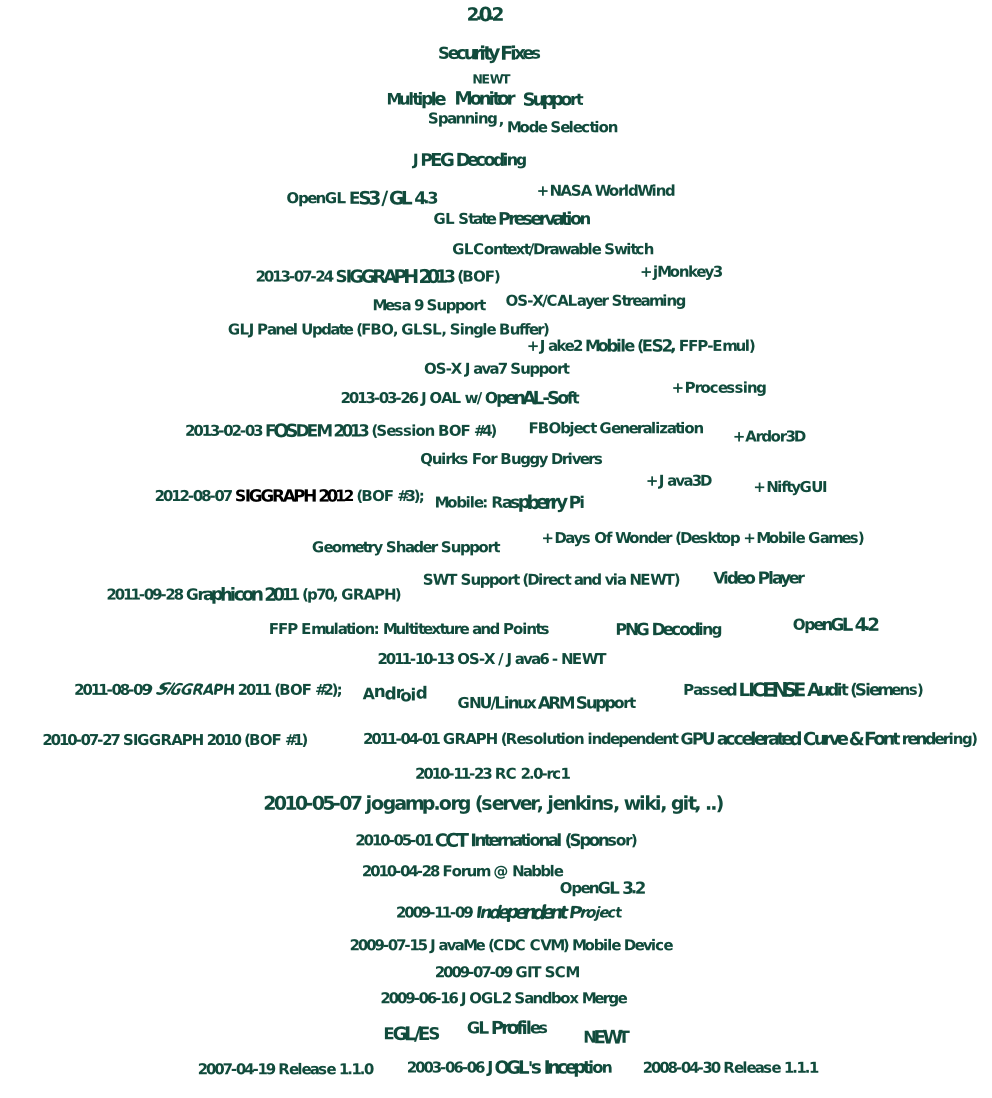 2.0.2
Security Fixes
NEWT
Multiple Monitor Support
Spanning, Mode Selection
JPEG Decoding
+ NASA WorldWind
OpenGL ES3 / GL 4.3
GL State Preservation
GLContext/Drawable Switch
2013-07-24 SIGGRAPH 2013 (BOF) + jMonkey3
Mesa 9 Support OS-X/CALayer Streaming
GLJPanel Update (FBO, GLSL, Single Buffer)
+ Jake2 Mobile (ES2, FFP-Emul)
OS-X Java7 Support
+ Processing
2013-03-26 JOAL w/ OpenAL-Soft
2013-02-03 FOSDEM 2013 (Session BOF #4) FBObject Generalization + Ardor3D
Quirks For Buggy Drivers
+ Java3D + NiftyGUI
2012-08-07 SIGGRAPH 2012 (BOF #3); Mobile: Raspberry Pi
+ Days Of Wonder (Desktop + Mobile Games)
Geometry Shader Support
SWT Support (Direct and via NEWT) Video Player
2011-09-28 Graphicon 2011 (p70, GRAPH)
FFP Emulation: Multitexture and Points PNG Decoding OpenGL 4.2
2011-10-13 OS-X / Java6 - NEWT
2011-08-09 SIGGRAPH 2011 (BOF #2); Android GNU/Linux ARM Support Passed LICENSE Audit (Siemens)
2010-07-27 SIGGRAPH 2010 (BOF #1) 2011-04-01 GRAPH (Resolution independent GPU accelerated Curve & Font rendering)
2010-11-23 RC 2.0-rc1
2010-05-07 jogamp.org (server, jenkins, wiki, git, ..)
2010-05-01 CCT International (Sponsor)
2010-04-28 Forum @ Nabble
OpenGL 3.2
2009-11-09 Independent Project
2009-07-15 JavaMe (CDC CVM) Mobile Device
2009-07-09 GIT SCM
2009-06-16 JOGL2 Sandbox Merge
EGL/ES GL Profiles NEWT
2007-04-19 Release 1.1.0 2003-06-06 JOGL's Inception 2008-04-30 Release 1.1.1